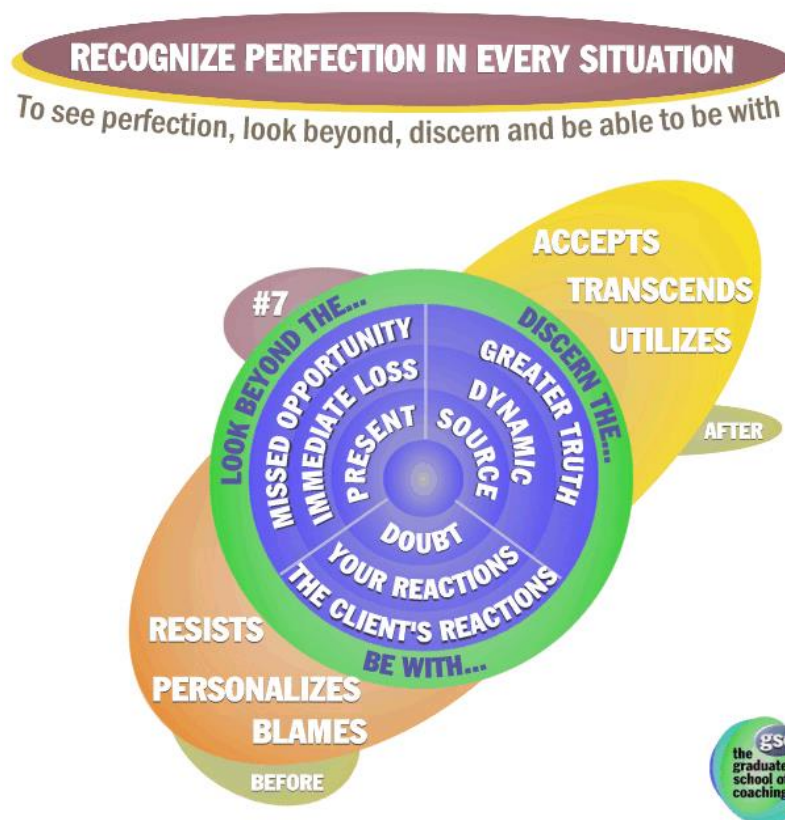 RECOGNIZE PERFECTION IN EVERY SITUATION
To see perfection, look beyond, discern and be able to be with
#7
LOOK BEYOND THE...
MISSED OPPORTUNITY
IMMEDIATE LOSS
PRESENT
DISCERN THE...
GREATER TRUTH
DYNAMIC
SOURCE
DOUBT
YOUR REACTIONS
THE CLIENT'S REACTIONS
BE WITH...
ACCEPTS
TRANSCENDS
UTILIZES
AFTER
RESISTS
PERSONALIZES
BLAMES
BEFORE
the
graduate
school of
coaching